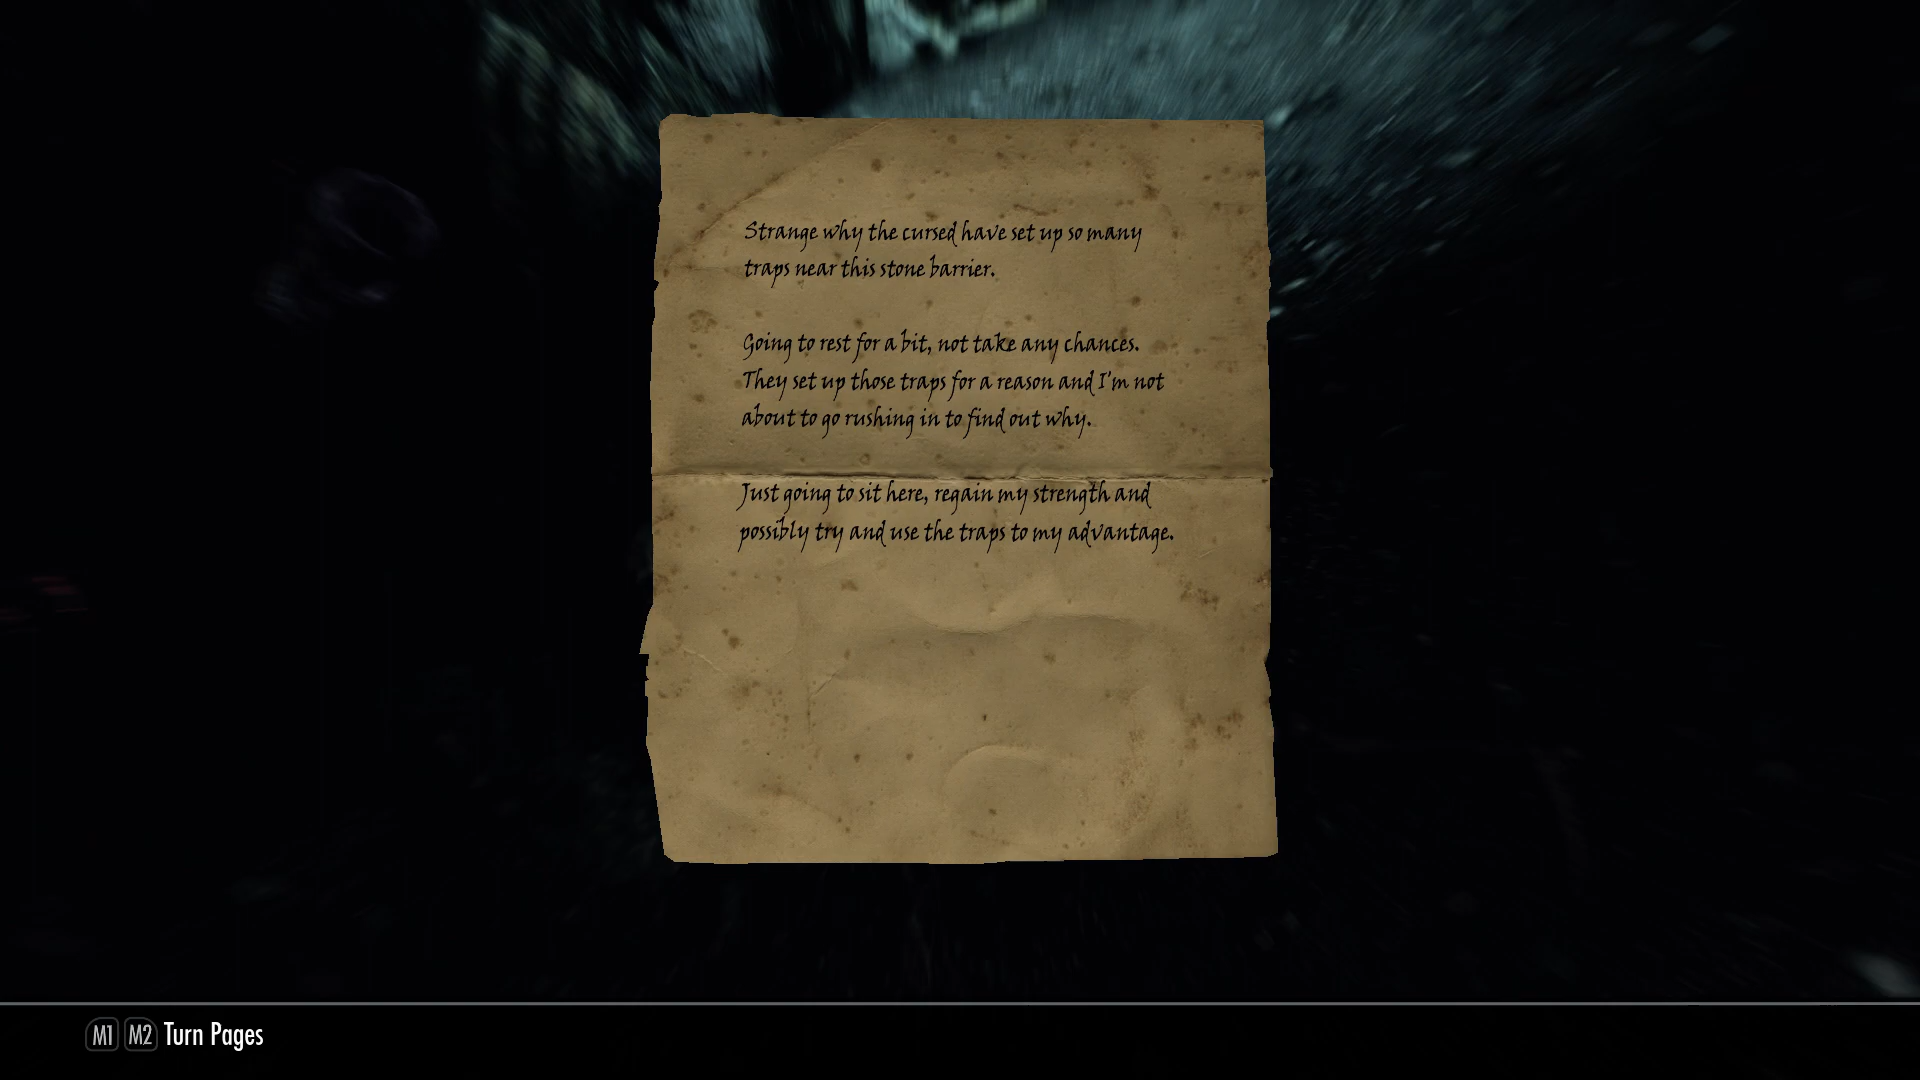 Strange why the cursed have set up so many
traps near this stone barrier.
Going to rest for a bit, not take any chances.
They set up those traps for a reason and I'm not
about to go rushing in to find out why.
Just going to sit here, regain my strength and
possibly try and use the traps to my advantage.
M1 M2 Turn Pages